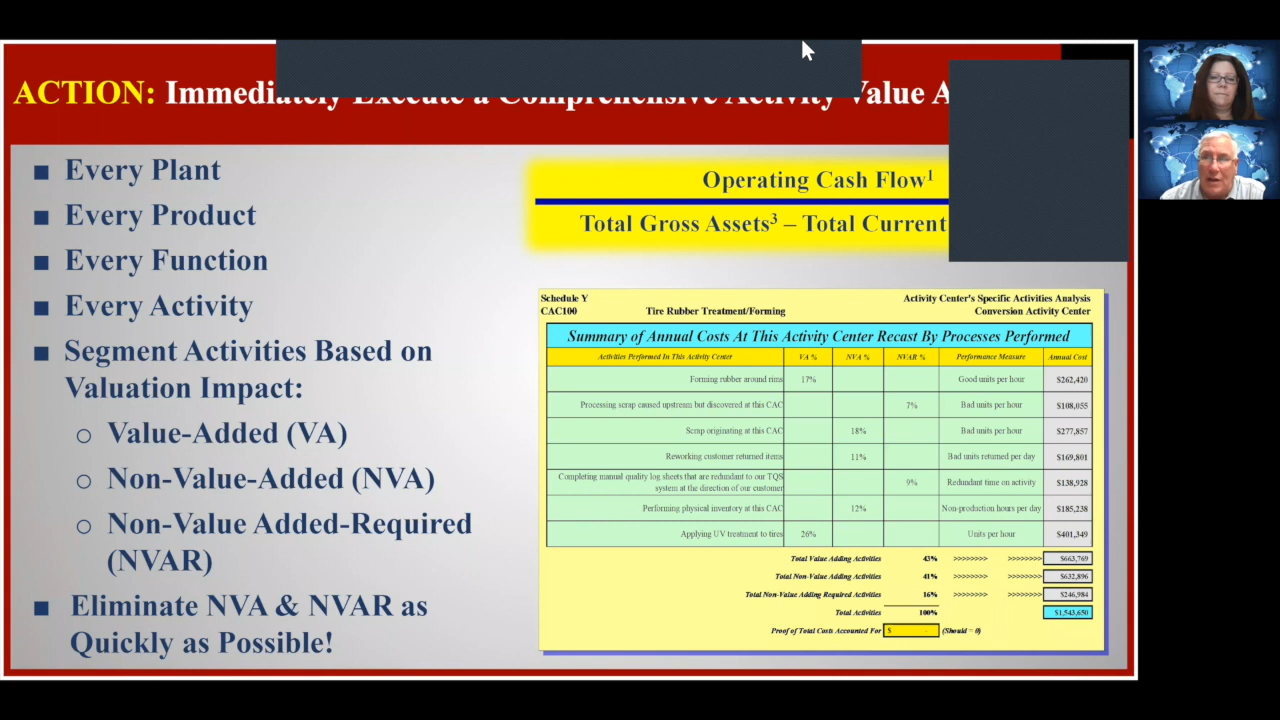 ACTION: Immediately Execute a Comprehensive Activity Value
■ Every Plant
■ Every Product
■ Every Function
■ Every Activity
■ Segment Activities Based on
Valuation Impact:
o Value-Added (VA)
o Non-Value-Added (NVA)
o Non-Value Added-Required
(NVAR)
■ Eliminate NVA & NVAR as
Quickly as Possible!
Operating Cash Flow¹
Total Gross Assets³ – Total Current
Schedule Y Activity Center's Specific Activities Analysis
CAC100 Tire Rubber Treatment/Forming Conversion Activity Center
Summary of Annual Costs At This Activity Center Recast By Processes Performed
Activities Performed In This Activity Center VA % NVA % NVAR % Performance Measure Annual Cost
Forming rubber around rims 17% Good units per hour $262,420
Processing scrap caused upstream but discovered at this CAC 7% Bad units per hour $108,055
Scrap originating at this CAC 18% Bad units per hour $277,857
Reworking customer returned items 11% Bad units returned per day $169,801
Completing manual quality log sheets that are redundant to our TQS
system at the direction of our customer 9% Redundant time on activity $138,928
Performing physical inventory at this CAC 12% Non-production hours per day $185,238
Applying UV treatment to tires 26% Units per hour $401,349
Total Value Adding Activities 43% >>>>>>>> >>>>>>>> $663,769
Total Non-Value Adding Activities 41% >>>>>>>> >>>>>>>> $632,896
Total Non-Value Adding Required Activities 16% >>>>>>>> >>>>>>>> $246,984
Total Activities 100% $1,543,650
Proof of Total Costs Accounted For $ - (Should = 0)